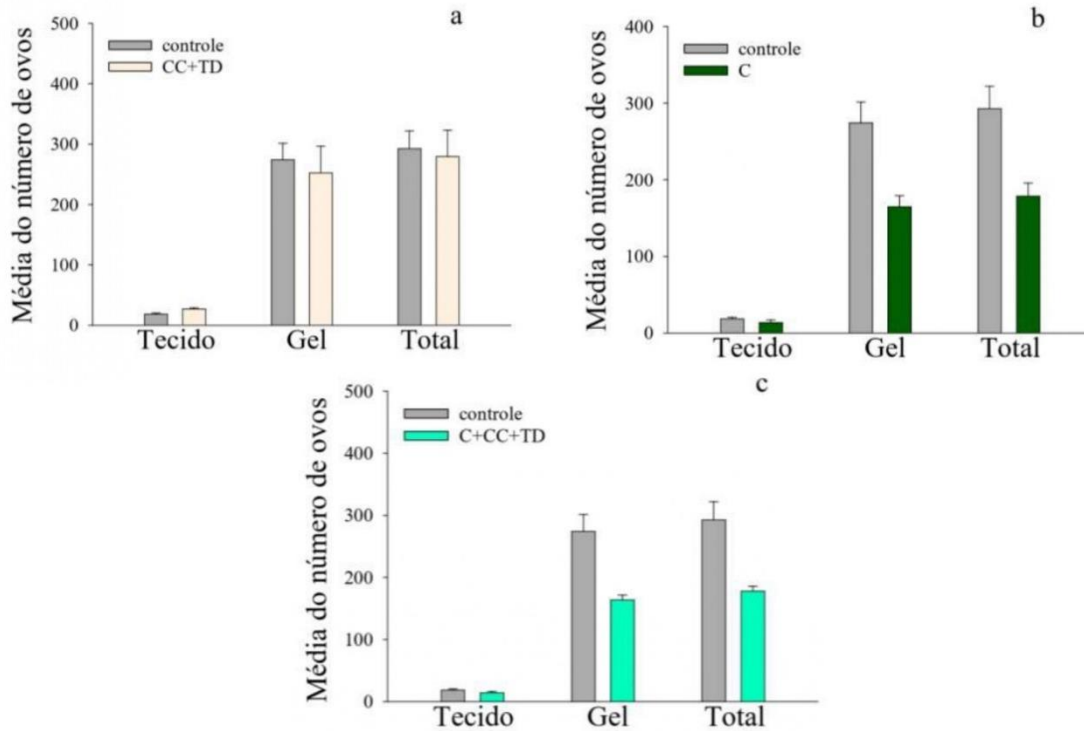 a
Média do número de ovos
500
400
300
200
100
0
controle
CC+TD
Tecido Gel Total
b
Média do número de ovos
400
300
200
100
0
controle
C
Tecido Gel Total
c
Média do número de ovos
500
400
300
200
100
0
controle
C+CC+TD
Tecido Gel Total